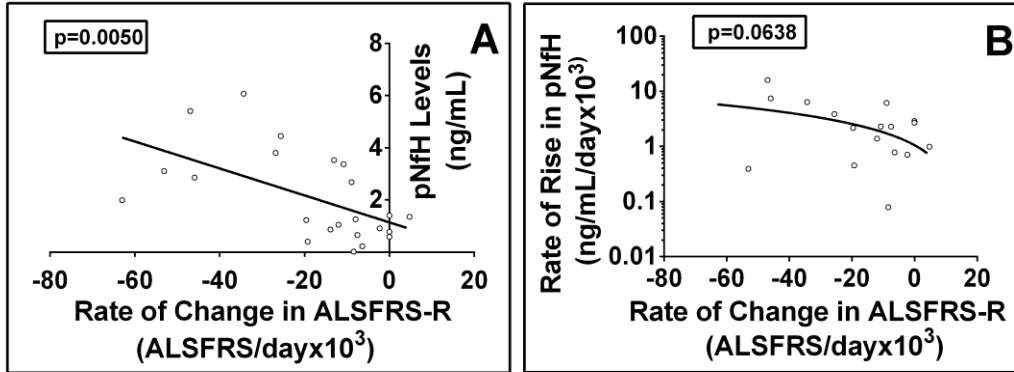 p=0.0050
A
8
6
4
2
pNfH Levels
(ng/mL)
-80 -60 -40 -20 0 20
Rate of Change in ALSFRS-R
(ALSFRS/dayx10³)
p=0.0638
B
100
10
1
0.1
0.01
Rate of Rise in pNfH
(ng/mL/dayx10³)
-80 -60 -40 -20 0 20
Rate of Change in ALSFRS-R
(ALSFRS/dayx10³)